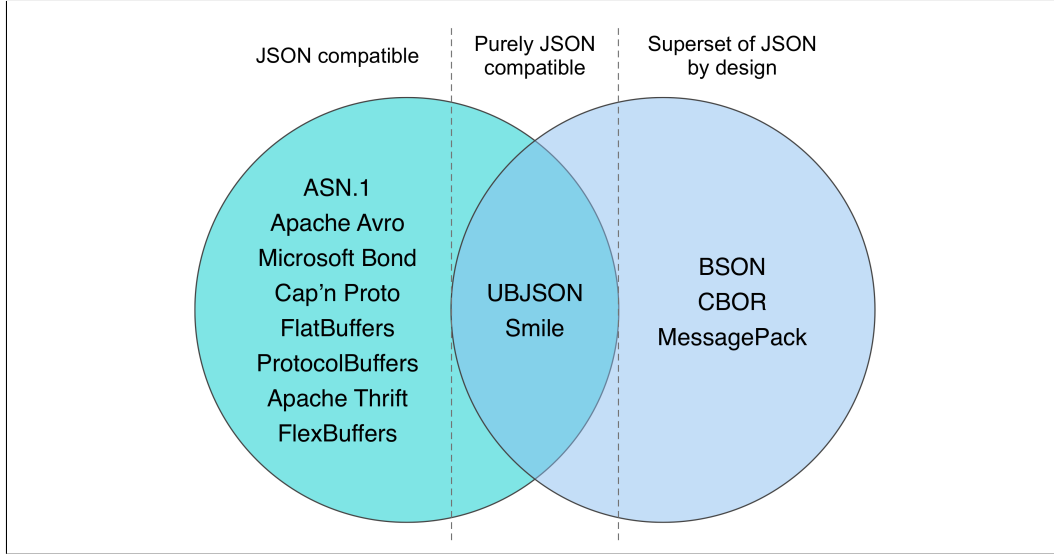 JSON compatible
Purely JSON
compatible
Superset of JSON
by design
ASN.1
Apache Avro
Microsoft Bond
Cap’n Proto
FlatBuffers
ProtocolBuffers
Apache Thrift
FlexBuffers
UBJSON
Smile
BSON
CBOR
MessagePack